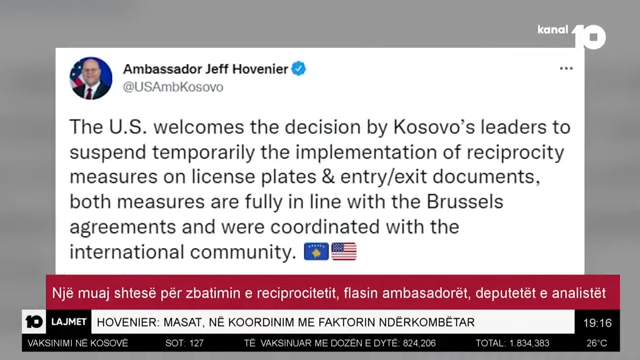 kanal 10
Ambassador Jeff Hovenier
@USAmbKosovo
The U.S. welcomes the decision by Kosovo's leaders to
suspend temporarily the implementation of reciprocity
measures on license plates & entry/exit documents,
both measures are fully in line with the Brussels
agreements and were coordinated with the
international community. 🇽🇰🇺🇸
Një muaj shtesë për zbatimin e reciprocitetit, flasin ambasadorët, deputetët e analistët
10 LAJMET HOVENIER: MASAT, NË KOORDINIM ME FAKTORIN NDËRKOMBËTAR 19:16
VAKSINIMI NË KOSOVË SOT: 127 TË VAKSINUAR ME DOZËN E DYTË: 824,206 TOTAL: 1.834,383 26°C